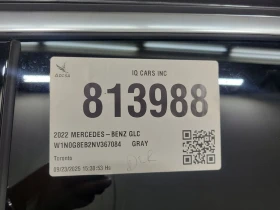 IQ CARS INC
813988
2022 MERCEDES-BENZ GLC
W1N0G8EB2NV367084 GRAY
Toronto